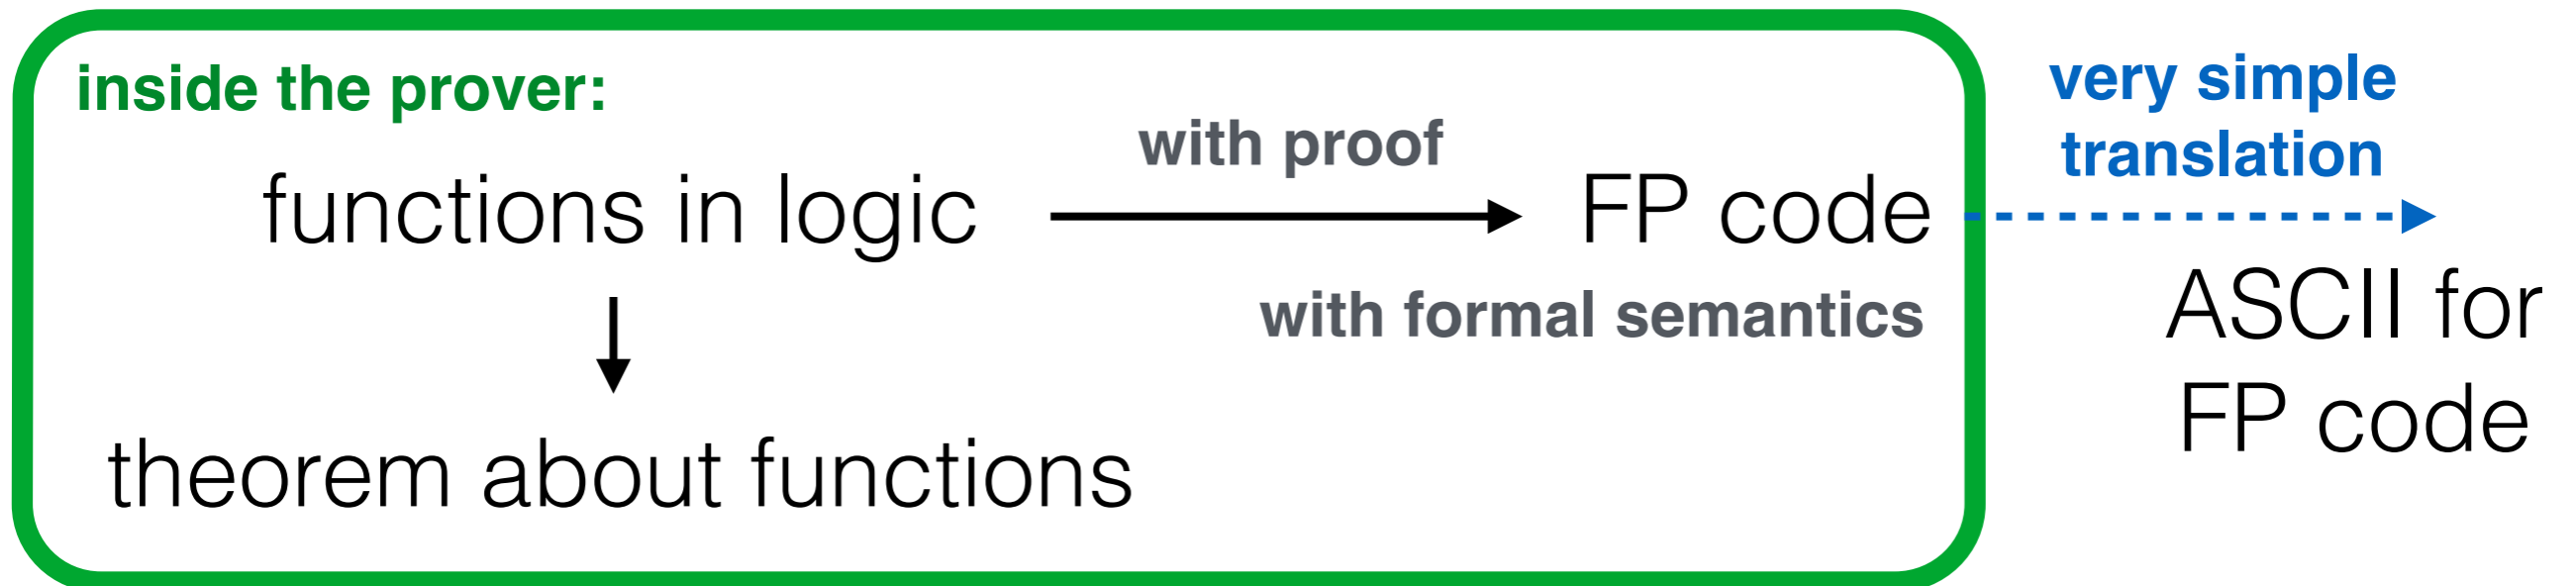 inside the prover:
very simple
translation
with proof
functions in logic
FP code
with formal semantics
ASCII for
FP code
theorem about functions